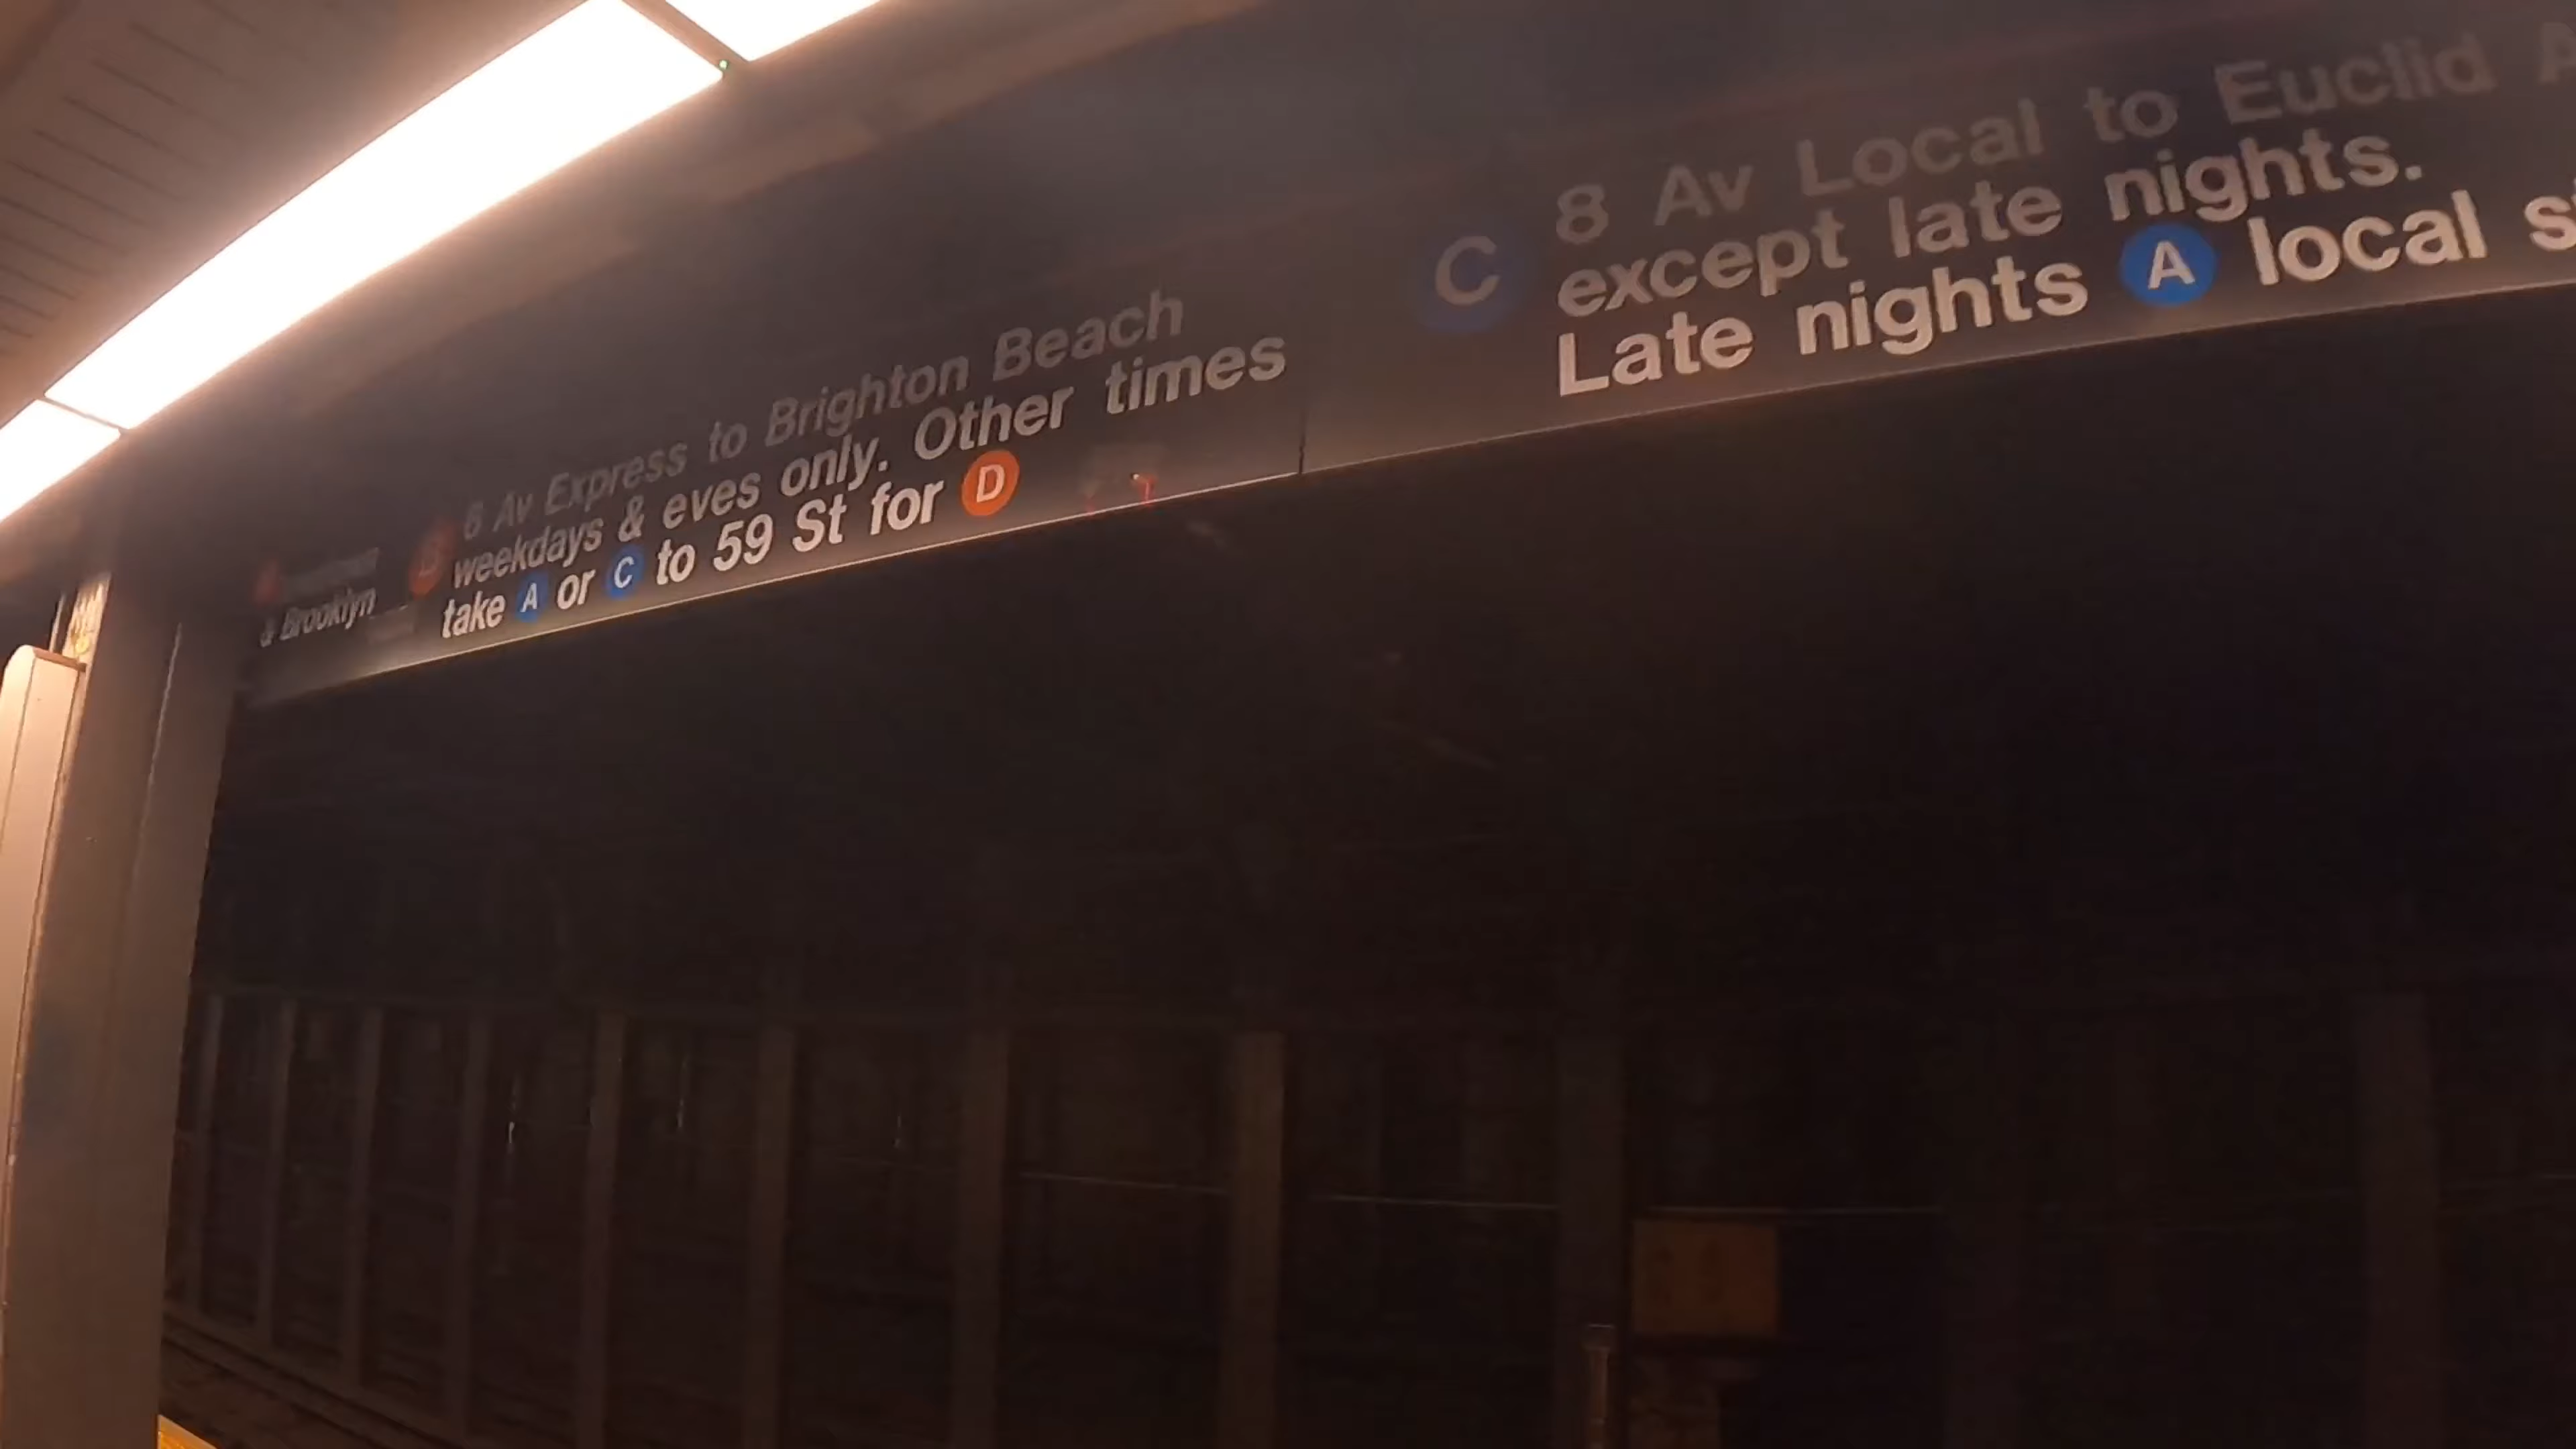 & Brooklyn
B 6 Av Express to Brighton Beach
weekdays & eves only. Other times
take A or C to 59 St for D
C 8 Av Local to Euclid A
except late nights.
Late nights A local s